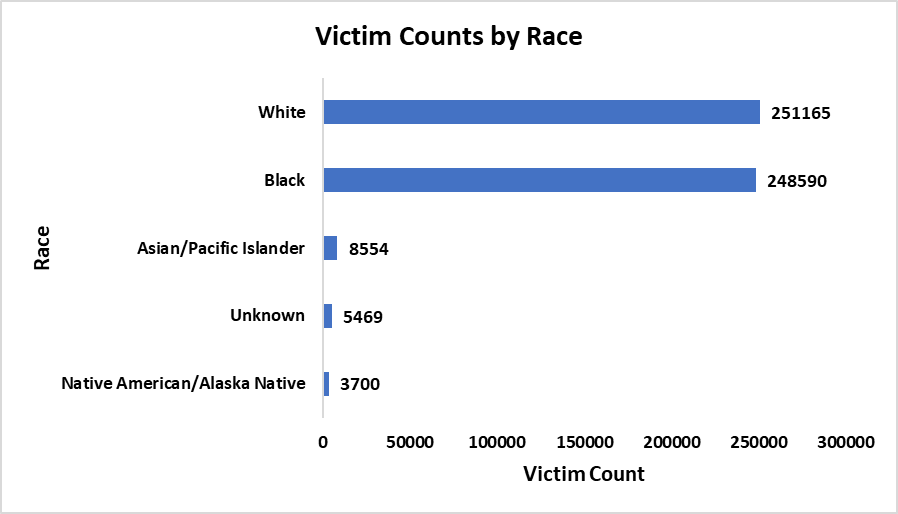 Victim Counts by Race
Race
White 251165
Black 248590
Asian/Pacific Islander 8554
Unknown 5469
Native American/Alaska Native 3700
0 50000 100000 150000 200000 250000 300000
Victim Count